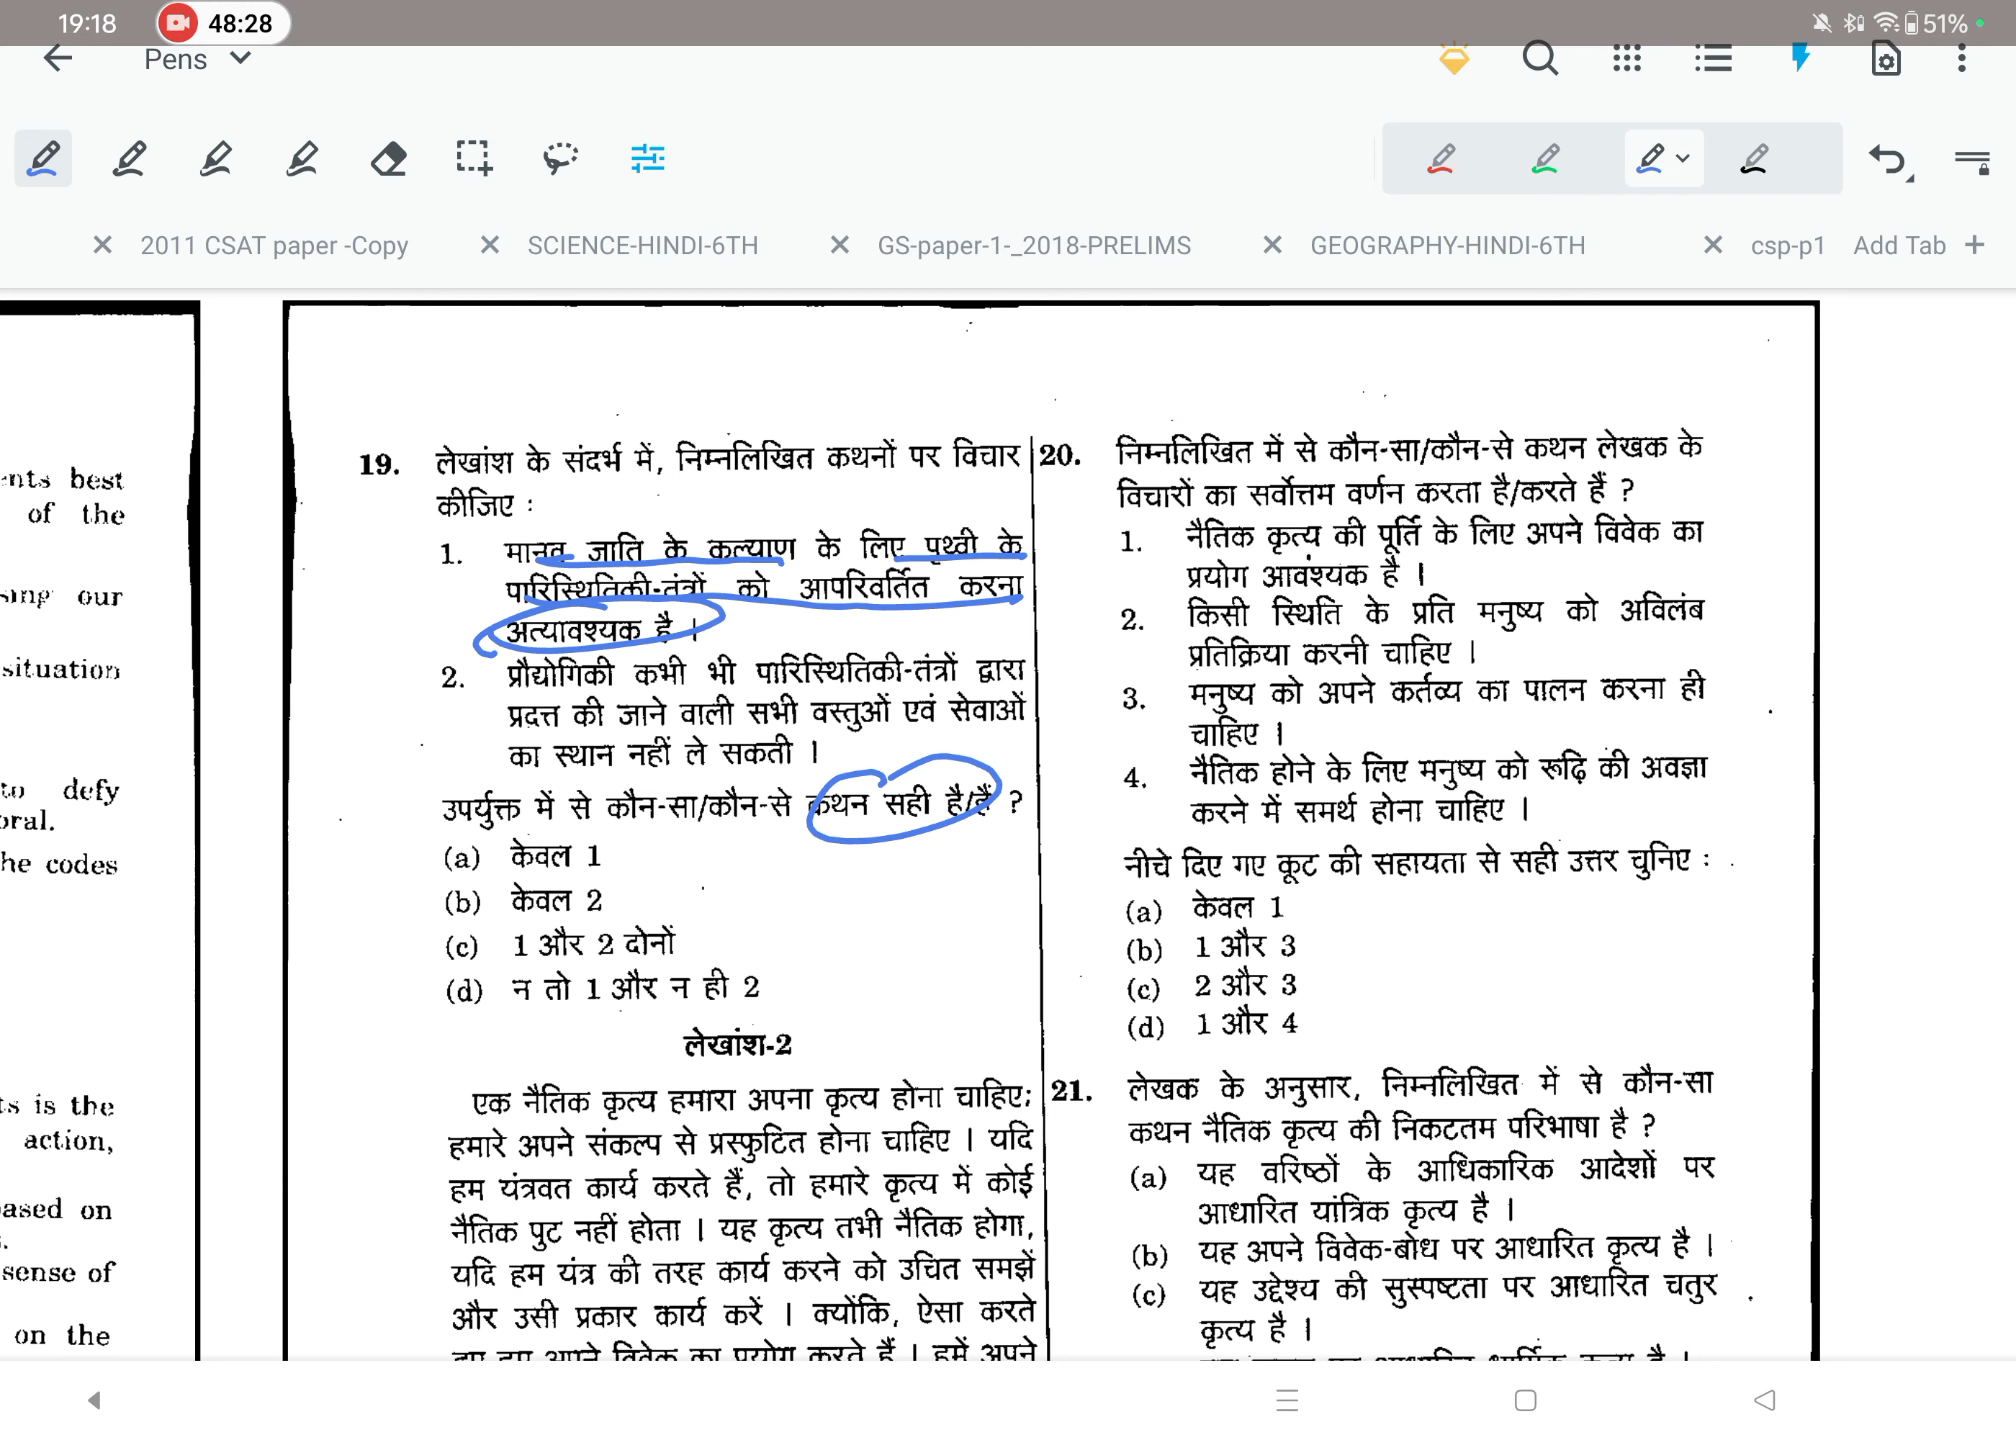 19:18 48:28 51%
Pens
2011 CSAT paper -Copy SCIENCE-HINDI-6TH GS-paper-1-_2018-PRELIMS GEOGRAPHY-HINDI-6TH csp-p1 Add Tab
best
of the
our
situation
to defy
he codes
is the
action,
on
sense of
on the
19. लेखांश के संदर्भ में, निम्नलिखित कथनों पर विचार
कीजिए :
1. मानव जाति के कल्याण के लिए पृथ्वी के
पारिस्थितिकी-तंत्रों को आपरिवर्तित करना
अत्यावश्यक है ।
2. प्रौद्योगिकी कभी भी पारिस्थितिकी-तंत्रों द्वारा
प्रदत्त की जाने वाली सभी वस्तुओं एवं सेवाओं
का स्थान नहीं ले सकती ।
उपर्युक्त में से कौन-सा/कौन-से कथन सही है/हैं ?
(a) केवल 1
(b) केवल 2
(c) 1 और 2 दोनों
(d) न तो 1 और न ही 2
लेखांश-2
एक नैतिक कृत्य हमारा अपना कृत्य होना चाहिए;
हमारे अपने संकल्प से प्रस्फुटित होना चाहिए । यदि
हम यंत्रवत कार्य करते हैं, तो हमारे कृत्य में कोई
नैतिक पुट नहीं होता । यह कृत्य तभी नैतिक होगा,
यदि हम यंत्र की तरह कार्य करने को उचित समझें
और उसी प्रकार कार्य करें । क्योंकि, ऐसा करते
अपने विवेक का प्रयोग करते हैं । हमें अपने
20. निम्नलिखित में से कौन-सा/कौन-से कथन लेखक के
विचारों का सर्वोत्तम वर्णन करता है/करते हैं ?
1. नैतिक कृत्य की पूर्ति के लिए अपने विवेक का
प्रयोग आवश्यक है ।
2. किसी स्थिति के प्रति मनुष्य को अविलंब
प्रतिक्रिया करनी चाहिए ।
3. मनुष्य को अपने कर्तव्य का पालन करना ही
चाहिए ।
4. नैतिक होने के लिए मनुष्य को रूढ़ि की अवज्ञा
करने में समर्थ होना चाहिए ।
नीचे दिए गए कूट की सहायता से सही उत्तर चुनिए :
(a) केवल 1
(b) 1 और 3
(c) 2 और 3
(d) 1 और 4
21. लेखक के अनुसार, निम्नलिखित में से कौन-सा
कथन नैतिक कृत्य की निकटतम परिभाषा है ?
(a) यह वरिष्ठों के आधिकारिक आदेशों पर
आधारित यांत्रिक कृत्य है ।
(b) यह अपने विवेक-बोध पर आधारित कृत्य है ।
(c) यह उद्देश्य की सुस्पष्टता पर आधारित चतुर
कृत्य है ।